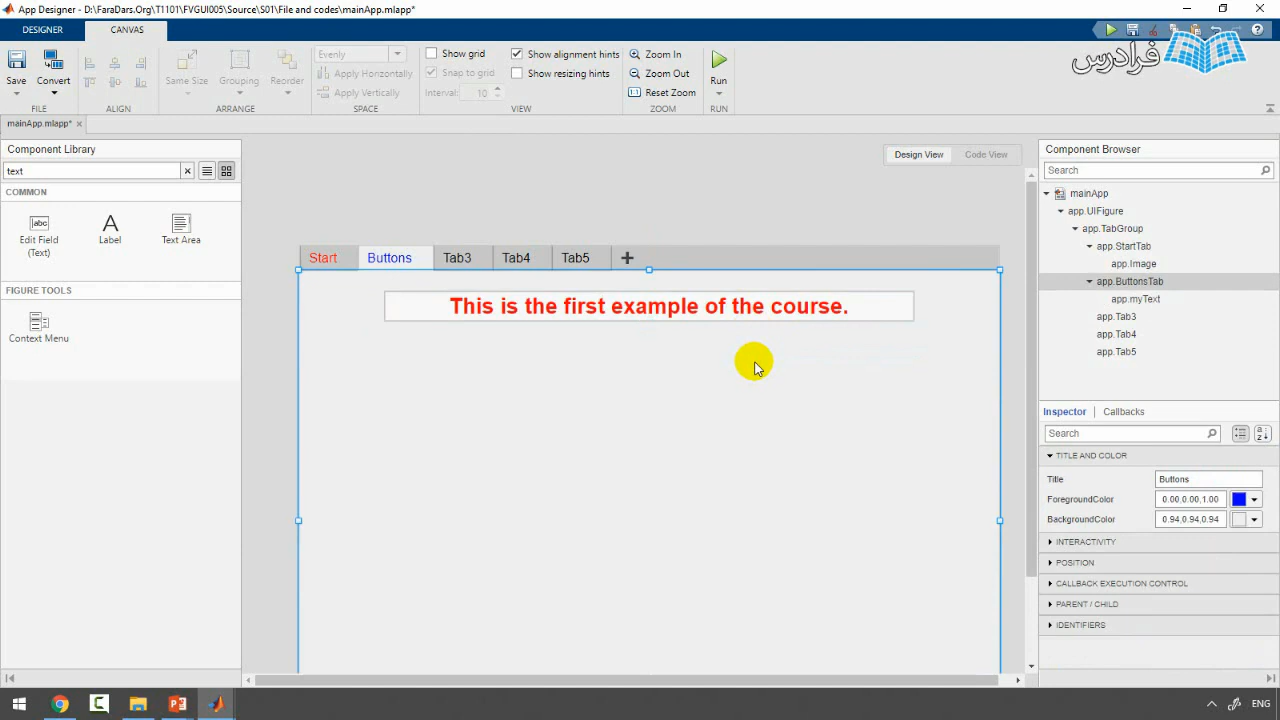 App Designer - D:\FaraDars.Org\T1101\FVGUI005\Source\S01\File and codes\mainApp.mlapp*
DESIGNER
CANVAS
Save
Convert
FILE
ALIGN
Same Size
Grouping
Reorder
ARRANGE
Evenly
Apply Horizontally
Apply Vertically
SPACE
Show grid
Snap to grid
Interval: 10
Show alignment hints
Show resizing hints
VIEW
Zoom In
Zoom Out
1:1 Reset Zoom
ZOOM
Run
RUN
فرادرس
mainApp.mlapp* ×
Component Library
text
COMMON
abc
Edit Field
(Text)
A
Label
Text Area
FIGURE TOOLS
Context Menu
Design View
Code View
Start
Buttons
Tab3
Tab4
Tab5
This is the first example of the course.
Component Browser
Search
mainApp
app.UIFigure
app.TabGroup
app.StartTab
app.Image
app.ButtonsTab
app.myText
app.Tab3
app.Tab4
app.Tab5
Inspector
Callbacks
Search
TITLE AND COLOR
Title Buttons
ForegroundColor 0.00,0.00,1.00
BackgroundColor 0.94,0.94,0.94
INTERACTIVITY
POSITION
CALLBACK EXECUTION CONTROL
PARENT / CHILD
IDENTIFIERS
ENG